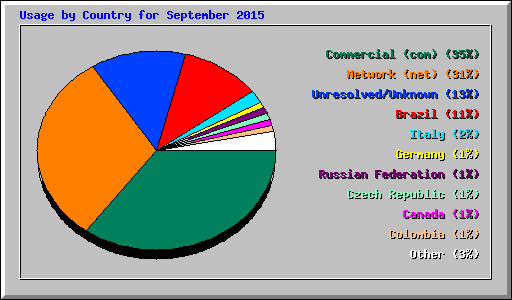 Usage by Country for September 2015
Commercial (com) (35%)
Network (net) (31%)
Unresolved/Unknown (13%)
Brazil (11%)
Italy (2%)
Germany (1%)
Russian Federation (1%)
Czech Republic (1%)
Canada (1%)
Colombia (1%)
Other (3%)